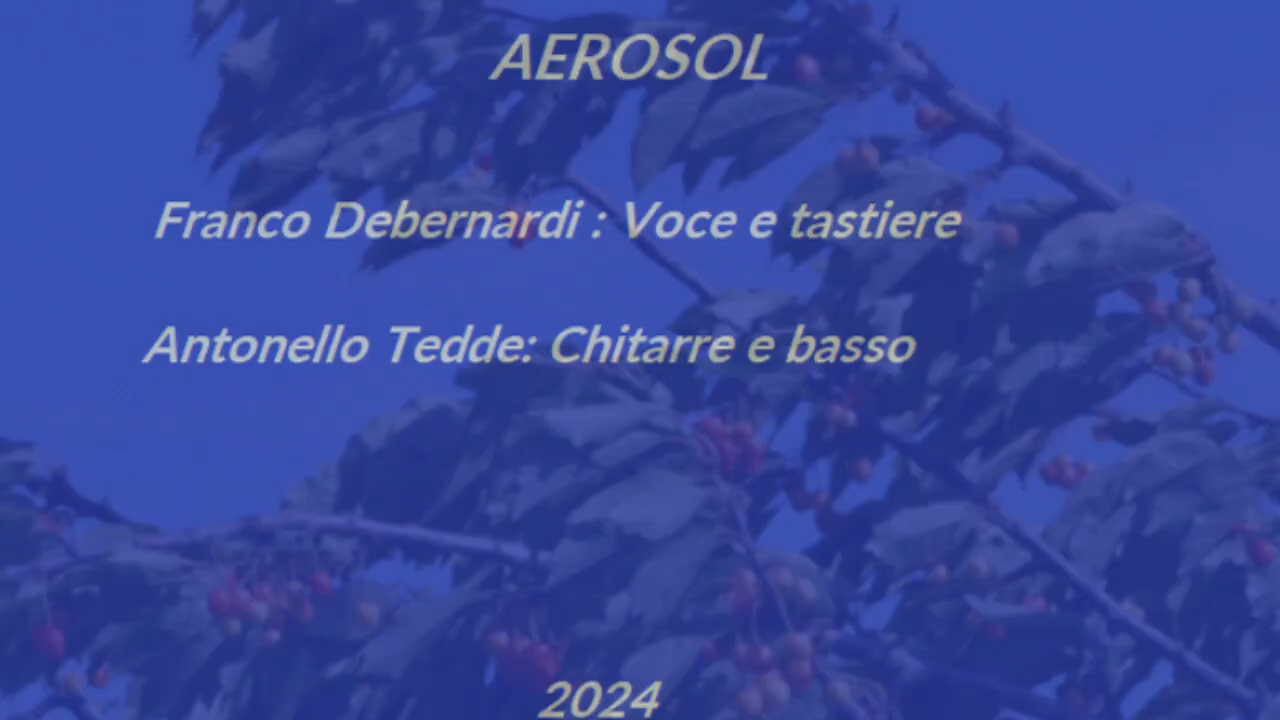 AEROSOL
Franco Debernardi : Voce e tastiere
Antonello Tedde: Chitarre e basso
2024